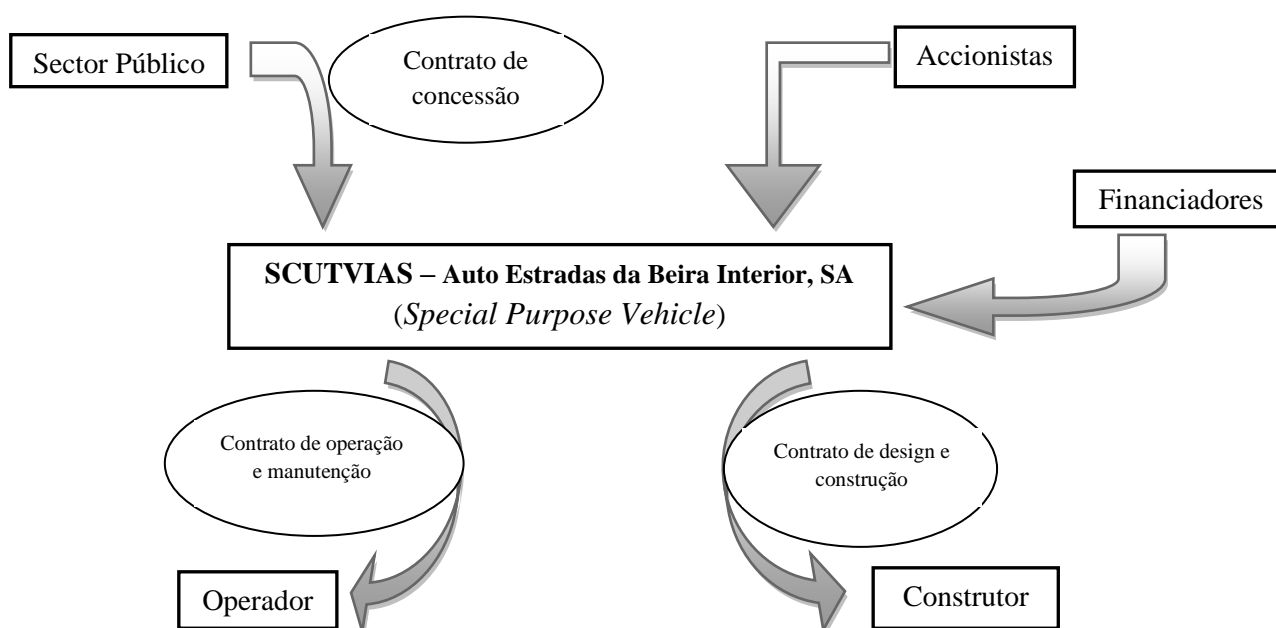 Sector Público
Contrato de
concessão
Accionistas
Financiadores
SCUTVIAS – Auto Estradas da Beira Interior, SA
(Special Purpose Vehicle)
Contrato de operação
e manutenção
Contrato de design e
construção
Operador
Construtor